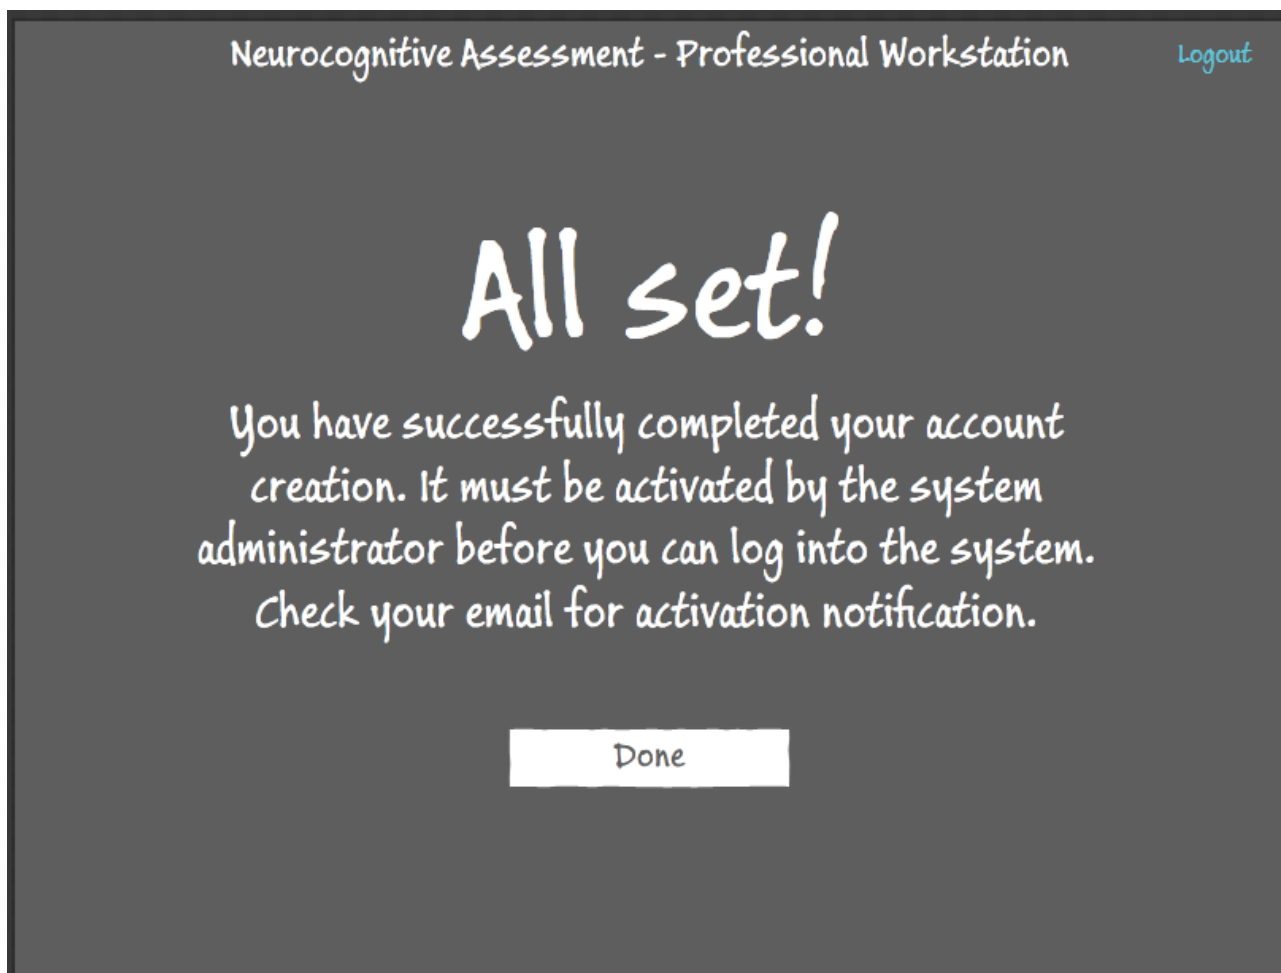 Neurocognitive Assessment - Professional Workstation
Logout
All set!
You have successfully completed your account
creation. It must be activated by the system
administrator before you can log into the system.
Check your email for activation notification.
Done